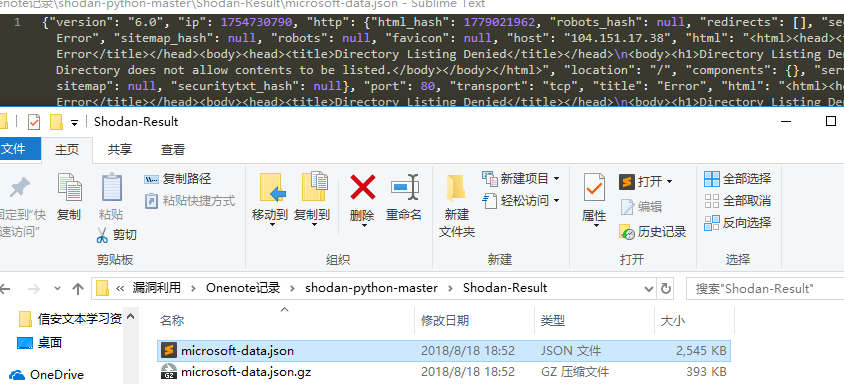 enote记录\shodan-python-master\Shodan-Result\microsoft-data.json - Sublime Text
1 {"version": "6.0", "ip": 1754730790, "http": {"html_hash": 1779021962, "robots_hash": null, "redirects": [], "sec
Error", "sitemap_hash": null, "robots": null, "favicon": null, "host": "104.151.17.38", "html": "<html><head><t
Error</title></head><body><head><title>Directory Listing Denied</title></head>\n<body><h1>Directory Listing Den
Directory does not allow contents to be listed.</body></body></html>", "location": "/", "components": {}, "ser
sitemap": null, "securitytxt_hash": null}, "port": 80, "transport": "tcp", "title": "Error", "html": "<html><he
Error</title></head><body><head><title>Directory Listing Denied</title></head>\n<body><h1>Directory Listing Den
Shodan-Result
文件 主页 共享 查看
固定到"快速访问"
复制
粘贴
复制路径
粘贴快捷方式
剪切
剪贴板
移动到 复制到 删除 重命名
组织
新建文件夹
新建项目
轻松访问
新建
属性
打开
编辑
历史记录
打开
全部选择
全部取消
反向选择
选择
« 漏洞利用 › Onenote记录 › shodan-python-master › Shodan-Result
搜索"Shodan-Result"
信安文本学习资
桌面
OneDrive
名称 修改日期 类型 大小
microsoft-data.json 2018/8/18 18:52 JSON 文件 2,545 KB
microsoft-data.json.gz 2018/8/18 18:52 GZ 压缩文件 393 KB